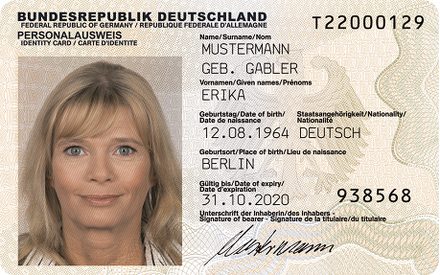 BUNDESREPUBLIK DEUTSCHLAND
FEDERAL REPUBLIC OF GERMANY / REPUBLIQUE FEDERALE D'ALLEMAGNE
PERSONALAUSWEIS
IDENTITY CARD / CARTE D'IDENTITE
T22000129
Name/Surname/Nom
MUSTERMANN
GEB. GABLER
Vornamen/Given names/Prénoms
ERIKA
Geburtstag/Date of birth/
Date de naissance
Staatsangehörigkeit/Nationality/
Nationalité
12.08.1964 DEUTSCH
Geburtsort/Place of birth/Lieu de naissance
BERLIN
Gültig bis/Date of expiry/
Date d'expiration
31.10.2020
938568
Unterschrift der Inhaberin/des Inhabers -
Signature of bearer - Signature de la titulaire/du titulaire
Mustermann